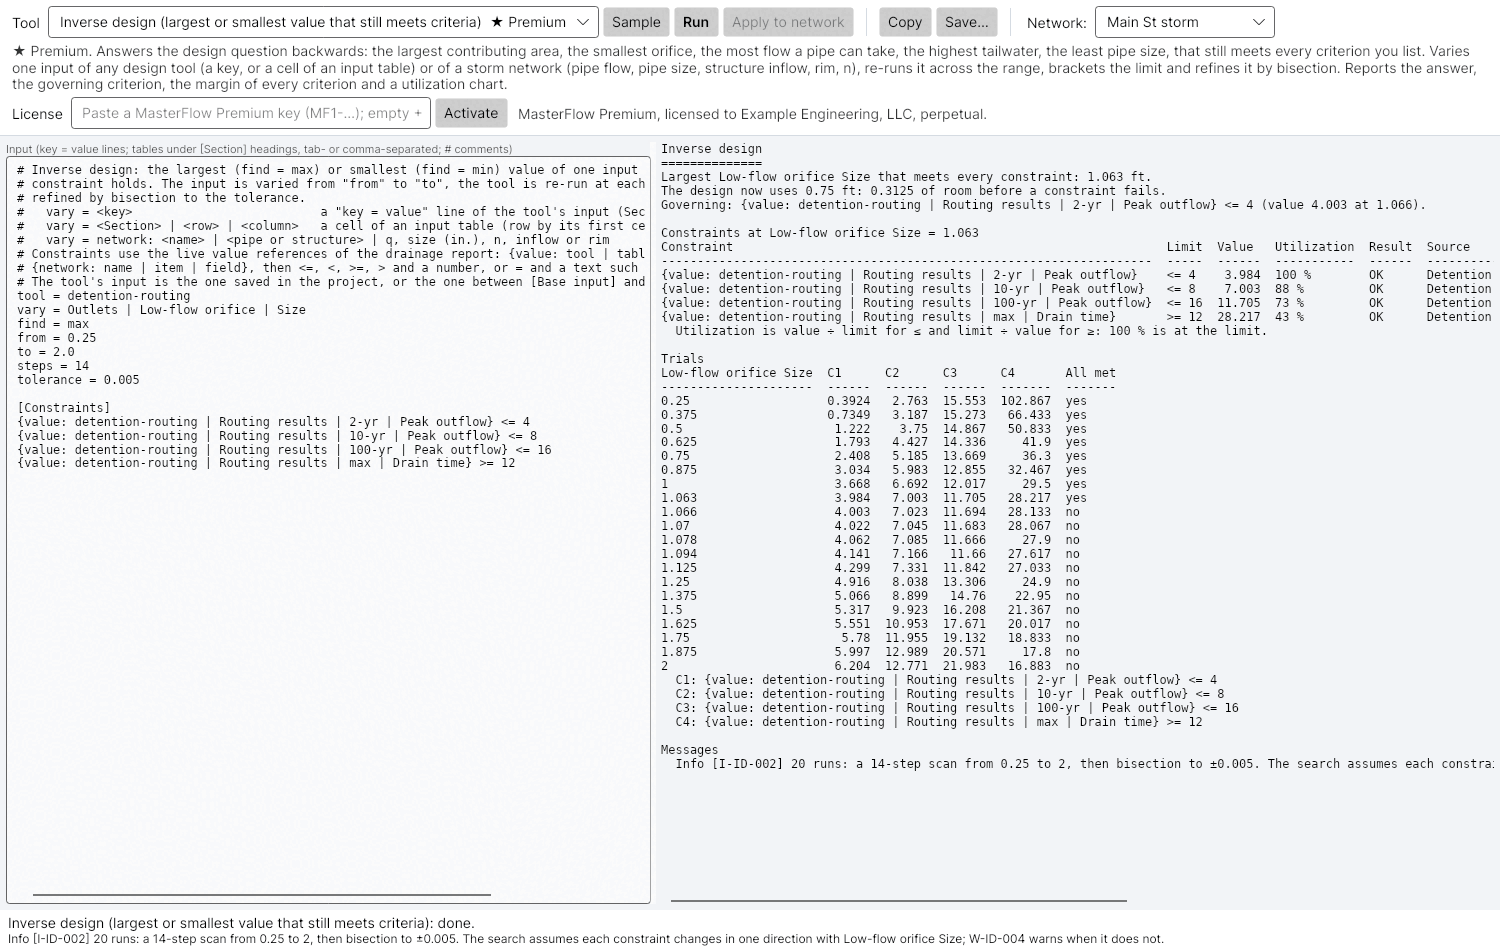 Tool Inverse design (largest or smallest value that still meets criteria) ★ Premium Sample Run Apply to network Copy Save... Network: Main St storm
★ Premium. Answers the design question backwards: the largest contributing area, the smallest orifice, the most flow a pipe can take, the highest tailwater, the least pipe size, that still meets every criterion you list. Varies
one input of any design tool (a key, or a cell of an input table) or of a storm network (pipe flow, pipe size, structure inflow, rim, n), re-runs it across the range, brackets the limit and refines it by bisection. Reports the answer,
the governing criterion, the margin of every criterion and a utilization chart.
License Paste a MasterFlow Premium key (MF1-...); empty + Activate MasterFlow Premium, licensed to Example Engineering, LLC, perpetual.
Input (key = value lines; tables under [Section] headings, tab- or comma-separated; # comments)
# Inverse design: the largest (find = max) or smallest (find = min) value of one input
# constraint holds. The input is varied from "from" to "to", the tool is re-run at each
# refined by bisection to the tolerance.
#   vary = <key>                          a "key = value" line of the tool's input (Sec
#   vary = <Section> | <row> | <column>   a cell of an input table (row by its first ce
#   vary = network: <name> | <pipe or structure> | q, size (in.), n, inflow or rim
# Constraints use the live value references of the drainage report: {value: tool | tabl
# {network: name | item | field}, then <=, <, >=, > and a number, or = and a text such
# The tool's input is the one saved in the project, or the one between [Base input] and
tool = detention-routing
vary = Outlets | Low-flow orifice | Size
find = max
from = 0.25
to = 2.0
steps = 14
tolerance = 0.005
[Constraints]
{value: detention-routing | Routing results | 2-yr | Peak outflow} <= 4
{value: detention-routing | Routing results | 10-yr | Peak outflow} <= 8
{value: detention-routing | Routing results | 100-yr | Peak outflow} <= 16
{value: detention-routing | Routing results | max | Drain time} >= 12
Inverse design
==============
Largest Low-flow orifice Size that meets every constraint: 1.063 ft.
The design now uses 0.75 ft: 0.3125 of room before a constraint fails.
Governing: {value: detention-routing | Routing results | 2-yr | Peak outflow} <= 4 (value 4.003 at 1.066).
Constraints at Low-flow orifice Size = 1.063
Constraint Limit Value Utilization Result Source
-------------------------------------------------------------------- ----- ------ ----------- ------ ---------
{value: detention-routing | Routing results | 2-yr | Peak outflow} <= 4 3.984 100 % OK Detention
{value: detention-routing | Routing results | 10-yr | Peak outflow} <= 8 7.003 88 % OK Detention
{value: detention-routing | Routing results | 100-yr | Peak outflow} <= 16 11.705 73 % OK Detention
{value: detention-routing | Routing results | max | Drain time} >= 12 28.217 43 % OK Detention
Utilization is value ÷ limit for ≤ and limit ÷ value for ≥: 100 % is at the limit.
Trials
Low-flow orifice Size C1 C2 C3 C4 All met
--------------------- ------ ------ ------ ------- -------
0.25 0.3924 2.763 15.553 102.867 yes
0.375 0.7349 3.187 15.273 66.433 yes
0.5 1.222 3.75 14.867 50.833 yes
0.625 1.793 4.427 14.336 41.9 yes
0.75 2.408 5.185 13.669 36.3 yes
0.875 3.034 5.983 12.855 32.467 yes
1 3.668 6.692 12.017 29.5 yes
1.063 3.984 7.003 11.705 28.217 yes
1.066 4.003 7.023 11.694 28.133 no
1.07 4.022 7.045 11.683 28.067 no
1.078 4.062 7.085 11.666 27.9 no
1.094 4.141 7.166 11.66 27.617 no
1.125 4.299 7.331 11.842 27.033 no
1.25 4.916 8.038 13.306 24.9 no
1.375 5.066 8.899 14.76 22.95 no
1.5 5.317 9.923 16.208 21.367 no
1.625 5.551 10.953 17.671 20.017 no
1.75 5.78 11.955 19.132 18.833 no
1.875 5.997 12.989 20.571 17.8 no
2 6.204 12.771 21.983 16.883 no
C1: {value: detention-routing | Routing results | 2-yr | Peak outflow} <= 4
C2: {value: detention-routing | Routing results | 10-yr | Peak outflow} <= 8
C3: {value: detention-routing | Routing results | 100-yr | Peak outflow} <= 16
C4: {value: detention-routing | Routing results | max | Drain time} >= 12
Messages
Info [I-ID-002] 20 runs: a 14-step scan from 0.25 to 2, then bisection to ±0.005. The search assumes each constrai
Inverse design (largest or smallest value that still meets criteria): done.
Info [I-ID-002] 20 runs: a 14-step scan from 0.25 to 2, then bisection to ±0.005. The search assumes each constraint changes in one direction with Low-flow orifice Size; W-ID-004 warns when it does not.